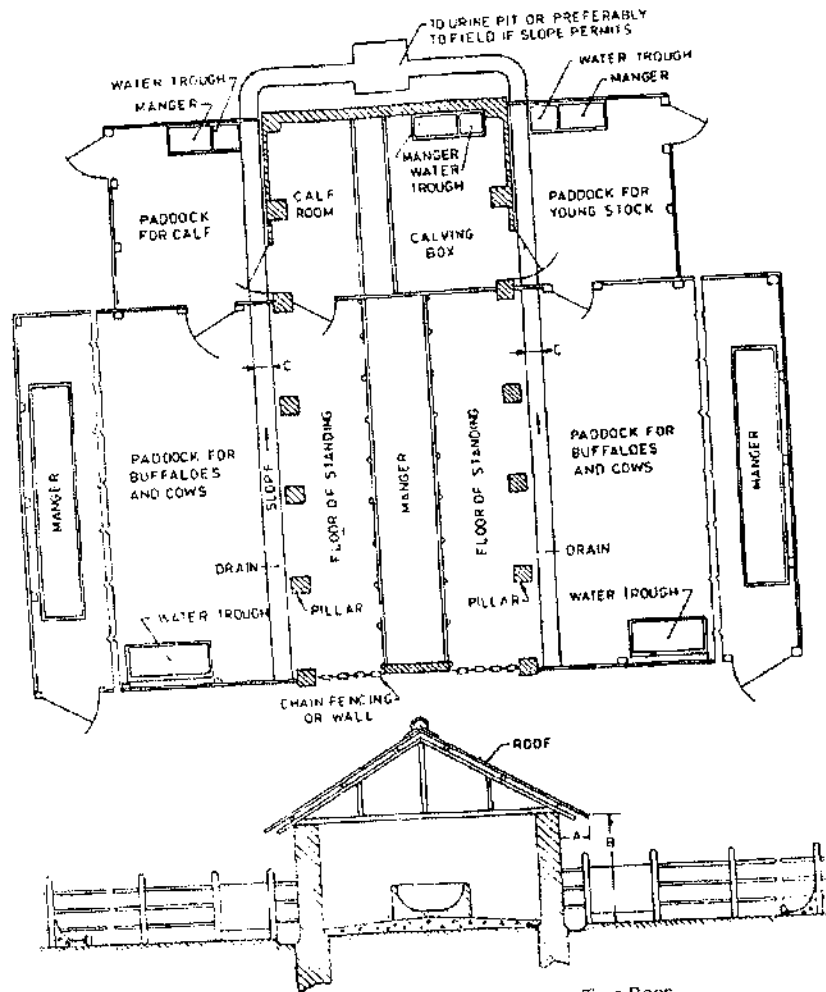 TO URINE PIT OR PREFERABLY
TO FIELD IF SLOPE PERMITS
WATER TROUGH
MANGER
WATER TROUGH
MANGER
PADDOCK
FOR CALF
CALF
ROOM
MANGER
WATER
TROUGH
CALVING
BOX
PADDOCK FOR
YOUNG STOCK
C
C
MANGER
PADDOCK FOR
BUFFALOES
AND COWS
SLOPE
FLOOR OF STANDING
MANGER
FLOOR OF STANDING
PADDOCK FOR
BUFFALOES
AND COWS
MANGER
DRAIN
DRAIN
WATER TROUGH
PILLAR
PILLAR
WATER TROUGH
CHAIN FENCING
OR WALL
ROOF
A
B